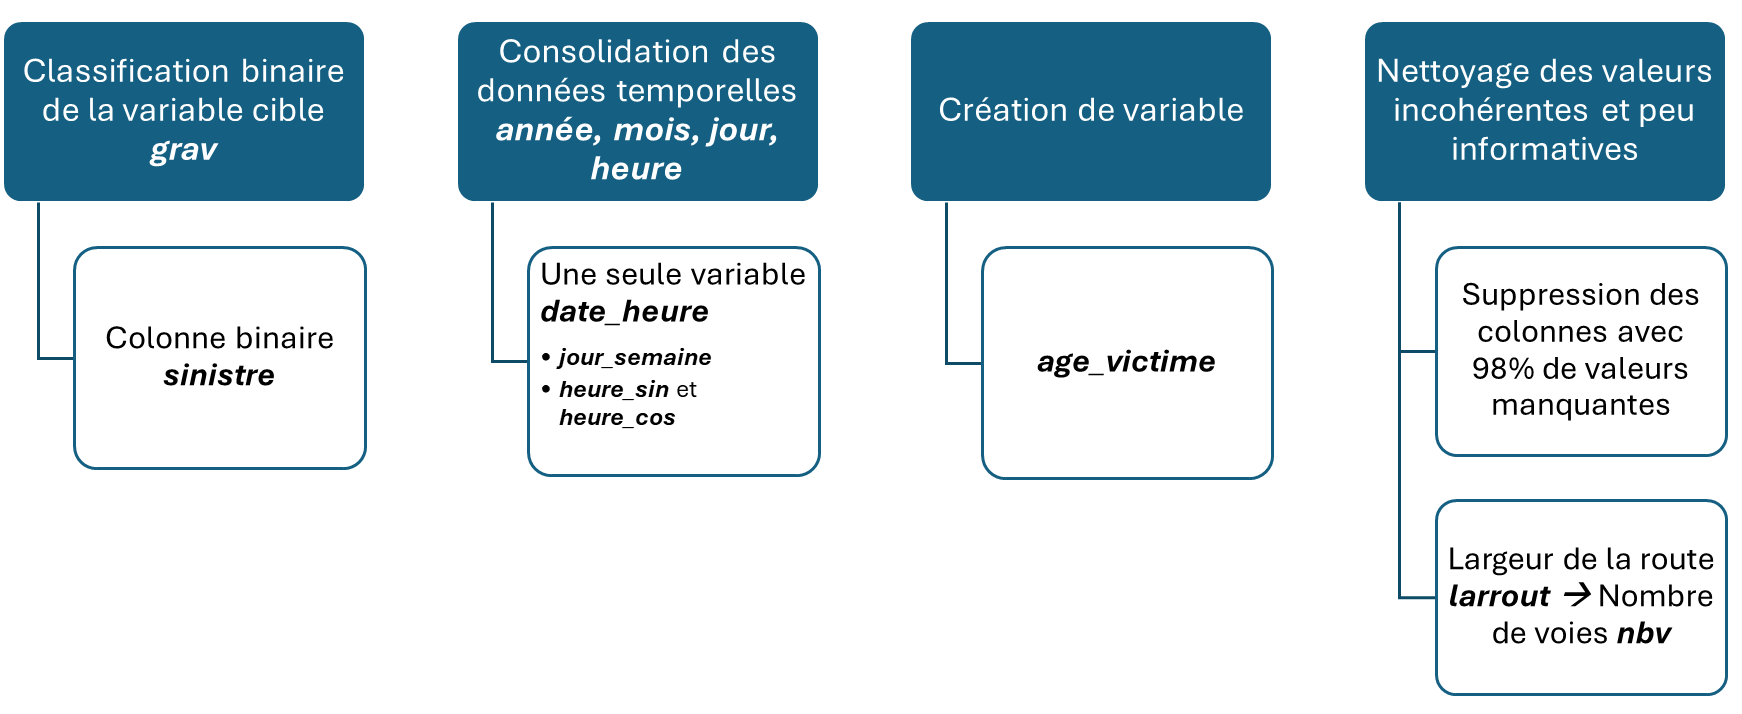 Classification binaire
de la variable cible
grav
Colonne binaire
sinistre
Consolidation des
données temporelles
année, mois, jour,
heure
Une seule variable
date_heure
• jour_semaine
• heure_sin et
heure_cos
Création de variable
age_victime
Nettoyage des valeurs
incohérentes et peu
informatives
Suppression des
colonnes avec
98% de valeurs
manquantes
Largeur de la route
larrout → Nombre
de voies nbv